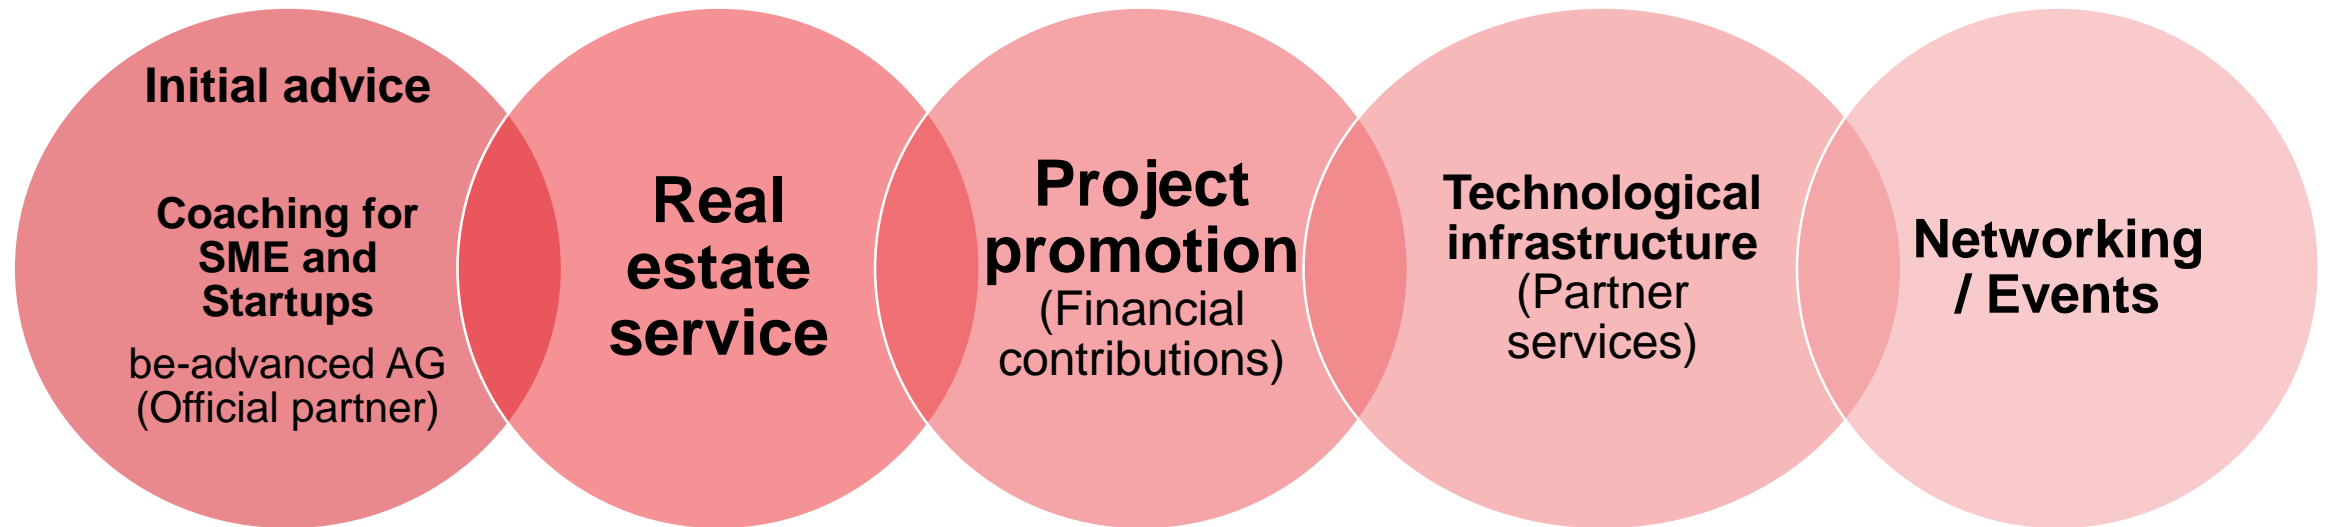 Initial advice
Coaching for
SME and
Startups
be-advanced AG
(Official partner)
Real
estate
service
Project
promotion
(Financial
contributions)
Technological
infrastructure
(Partner
services)
Networking
/ Events